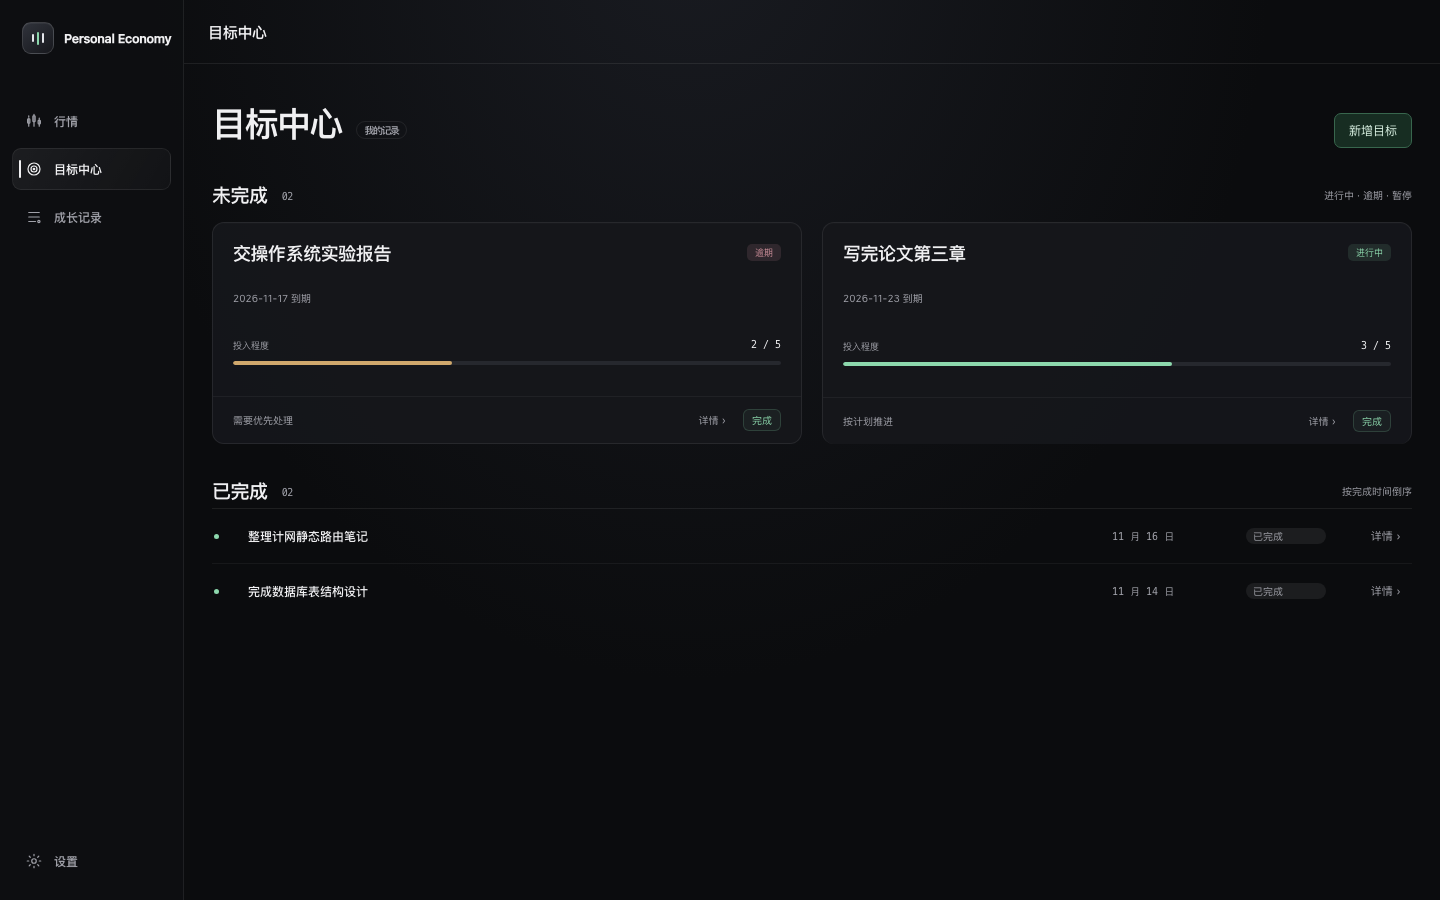 Personal Economy
行情
目标中心
成长记录
设置
目标中心
目标中心 我的记录
新增目标
未完成 02
进行中 · 逾期 · 暂停
交操作系统实验报告 逾期
2026-11-17 到期
投入程度 2 / 5
需要优先处理 详情 › 完成
写完论文第三章 进行中
2026-11-23 到期
投入程度 3 / 5
按计划推进 详情 › 完成
已完成 02
按完成时间倒序
整理计网静态路由笔记 11 月 16 日 已完成 详情 ›
完成数据库表结构设计 11 月 14 日 已完成 详情 ›